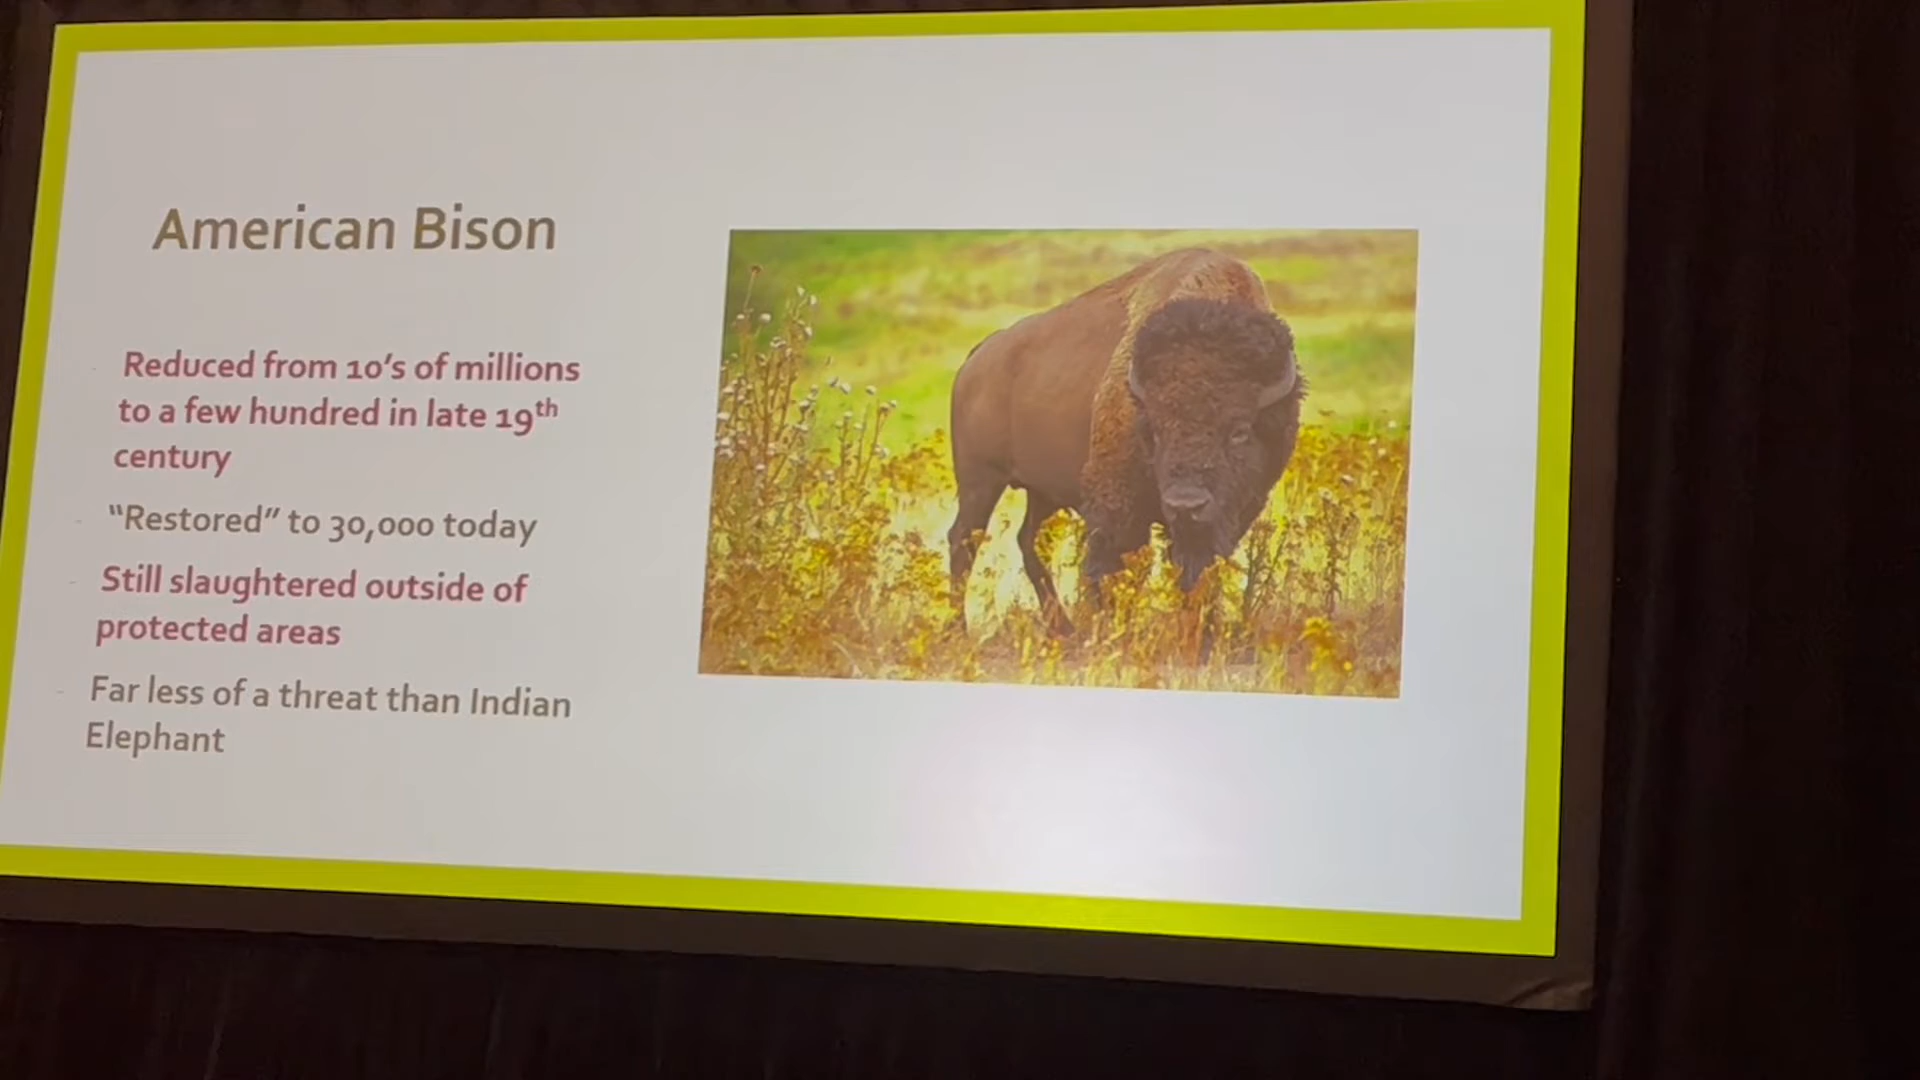 American Bison
- Reduced from 10's of millions
to a few hundred in late 19th
century
- “Restored” to 30,000 today
- Still slaughtered outside of
protected areas
- Far less of a threat than Indian
Elephant